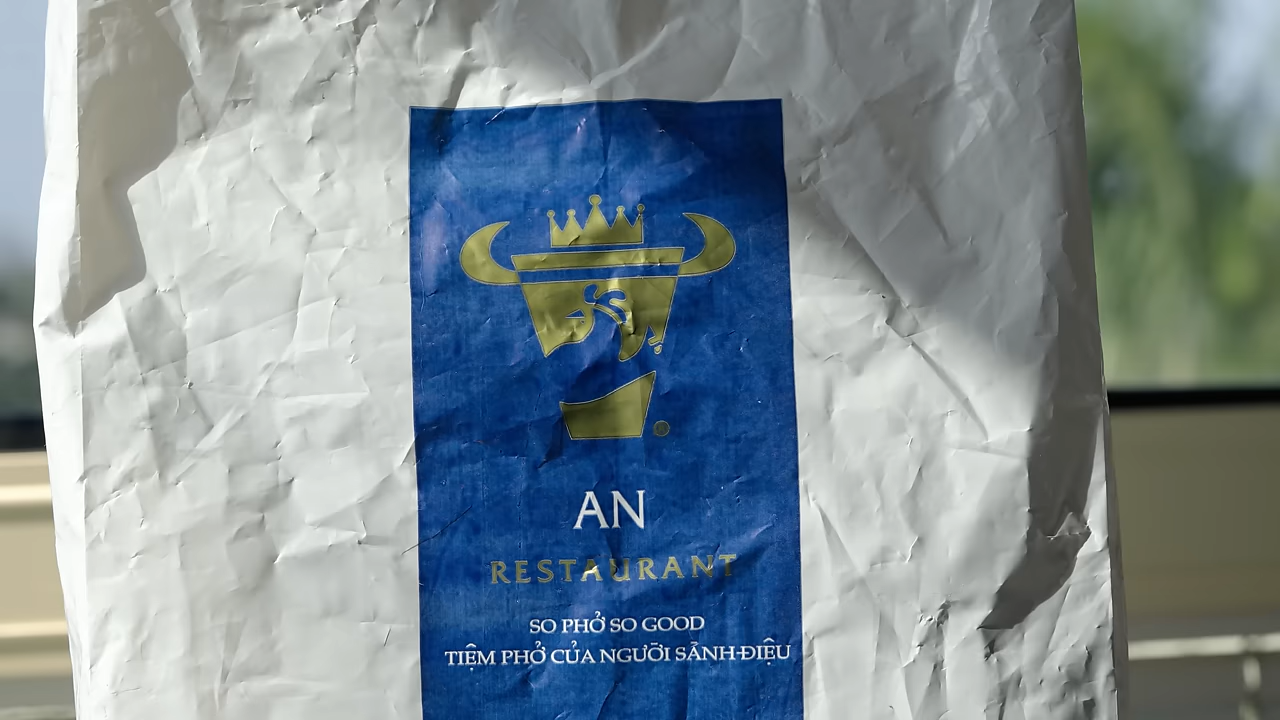 AN
RESTAURANT
SO PHỞ SO GOOD
TIỆM PHỞ CỦA NGƯỜI SÀNH ĐIỆU